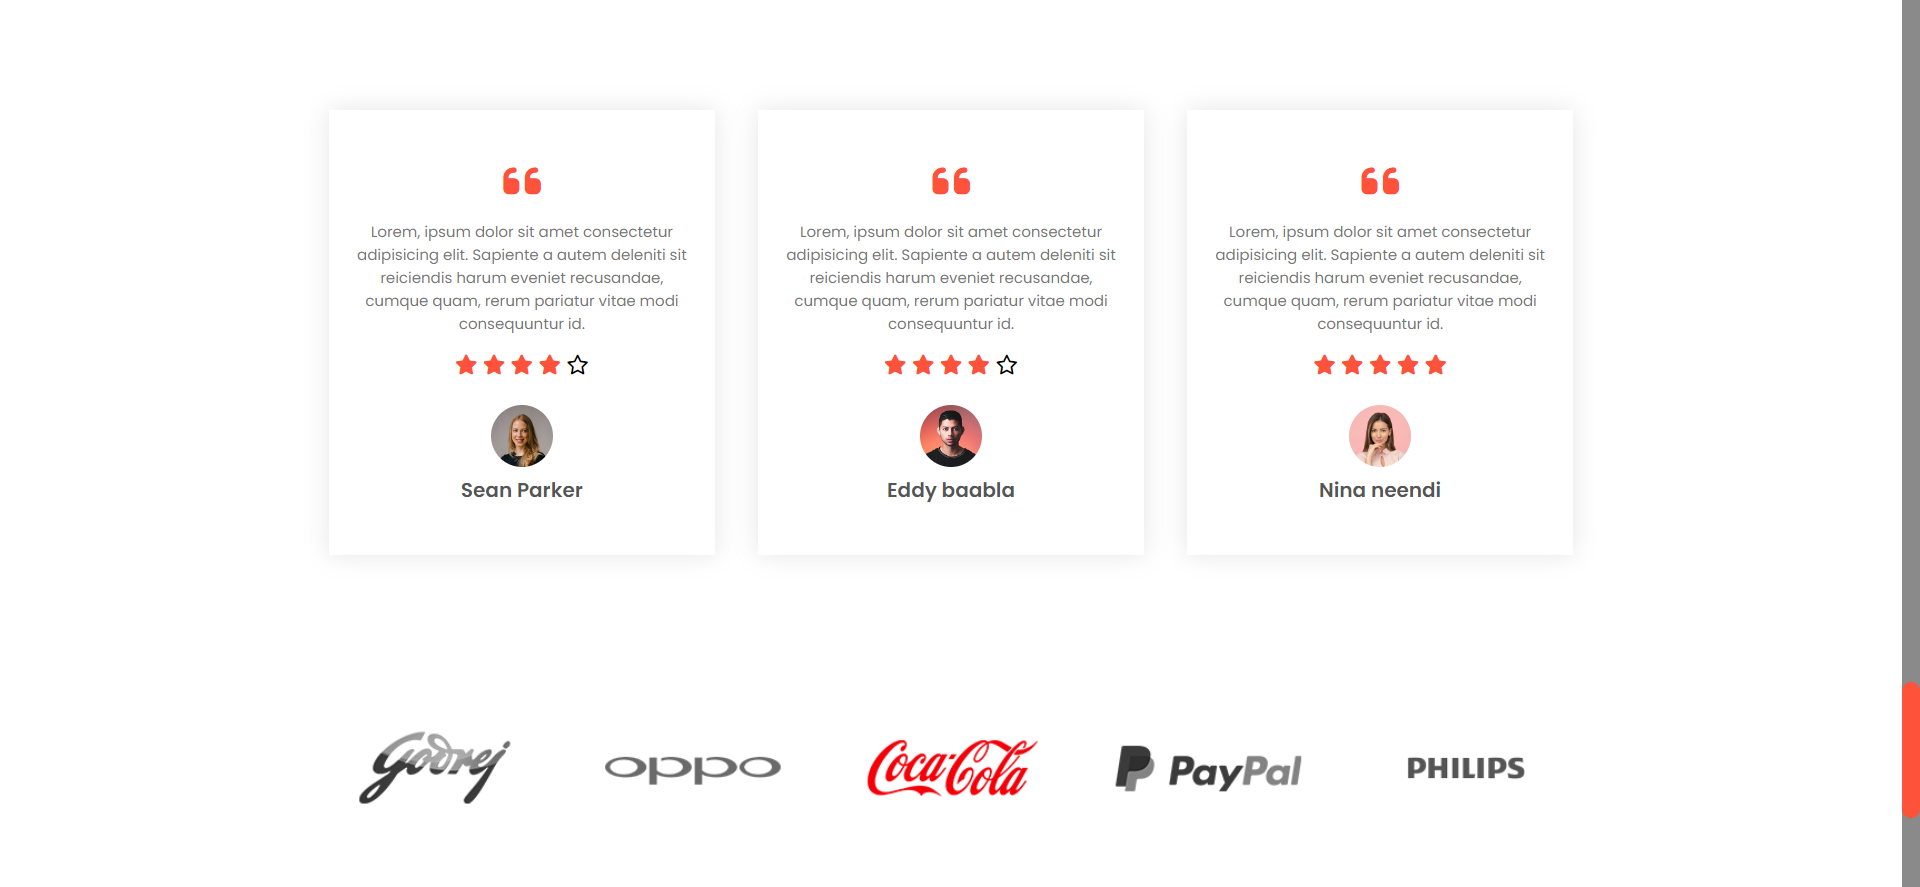 Lorem, ipsum dolor sit amet consectetur
adipisicing elit. Sapiente a autem deleniti sit
reiciendis harum eveniet recusandae,
cumque quam, rerum pariatur vitae modi
consequuntur id.
Sean Parker
Lorem, ipsum dolor sit amet consectetur
adipisicing elit. Sapiente a autem deleniti sit
reiciendis harum eveniet recusandae,
cumque quam, rerum pariatur vitae modi
consequuntur id.
Eddy baabla
Lorem, ipsum dolor sit amet consectetur
adipisicing elit. Sapiente a autem deleniti sit
reiciendis harum eveniet recusandae,
cumque quam, rerum pariatur vitae modi
consequuntur id.
Nina neendi
Godrej
oppo
Coca-Cola
PayPal
PHILIPS